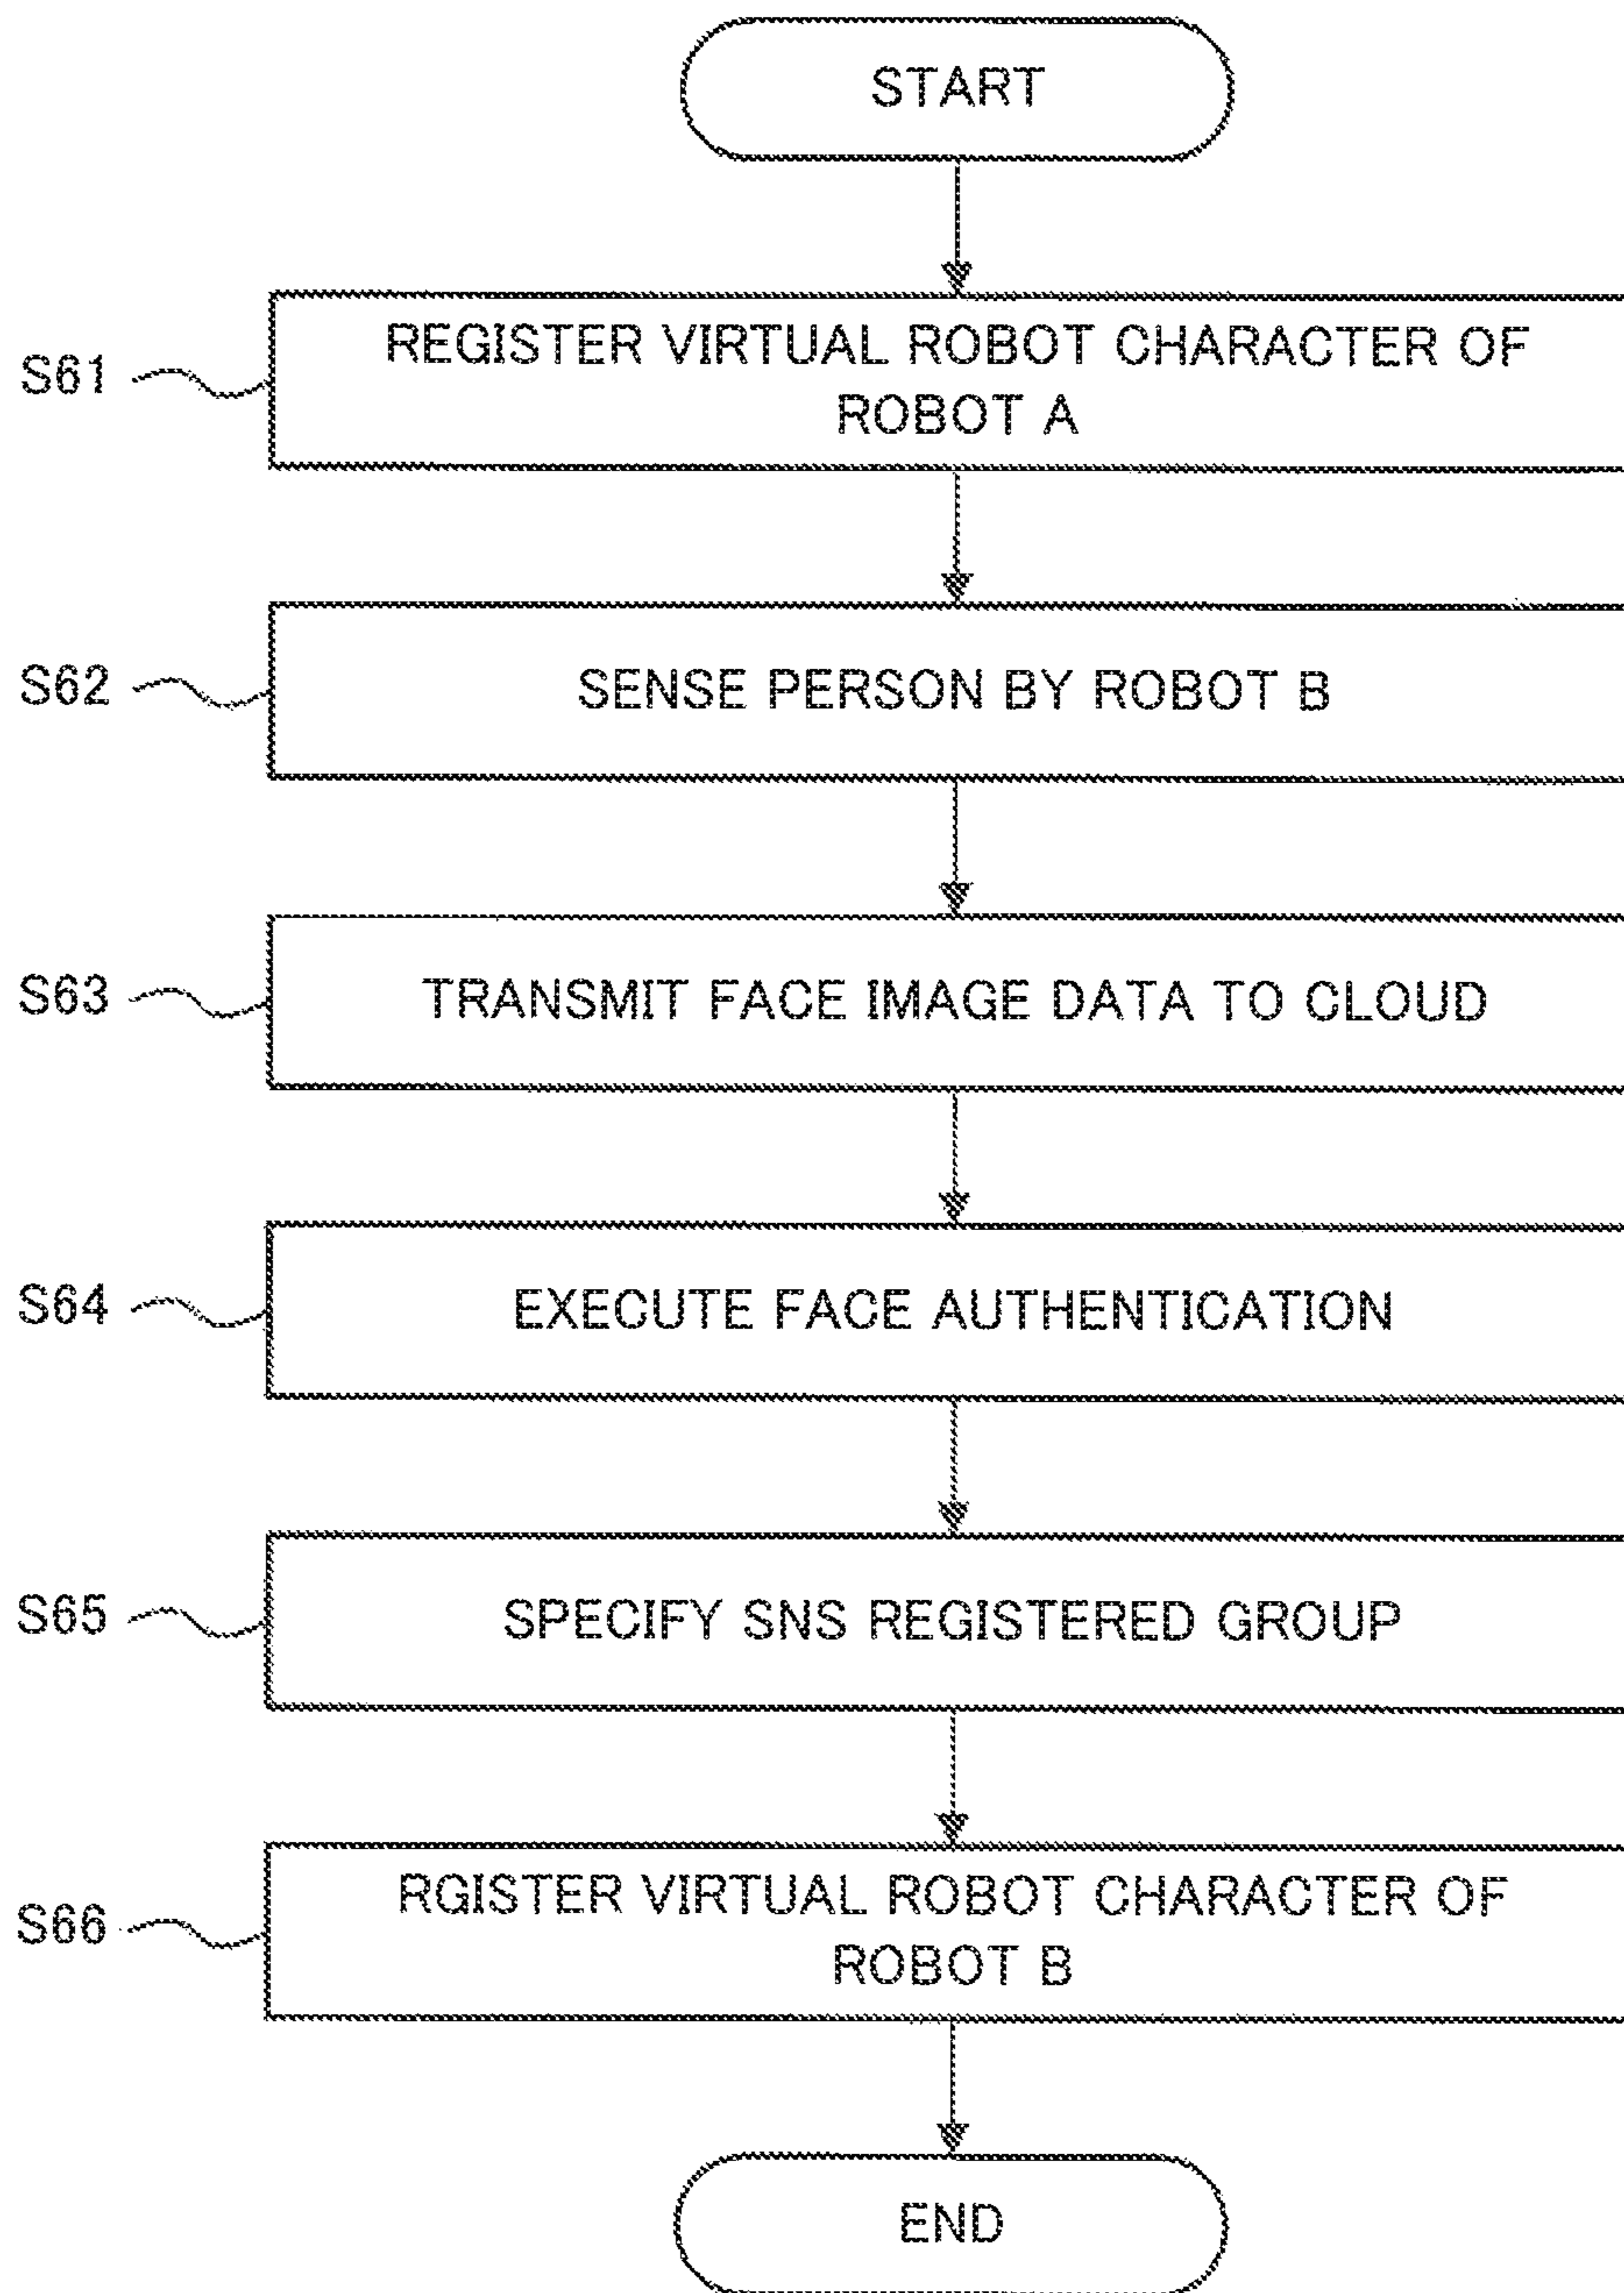 START
S61
REGISTER VIRTUAL ROBOT CHARACTER OF
ROBOT A
S62
SENSE PERSON BY ROBOT B
S63
TRANSMIT FACE IMAGE DATA TO CLOUD
S64
EXECUTE FACE AUTHENTICATION
S65
SPECIFY SNS REGISTERED GROUP
S66
RGISTER VIRTUAL ROBOT CHARACTER OF
ROBOT B
END